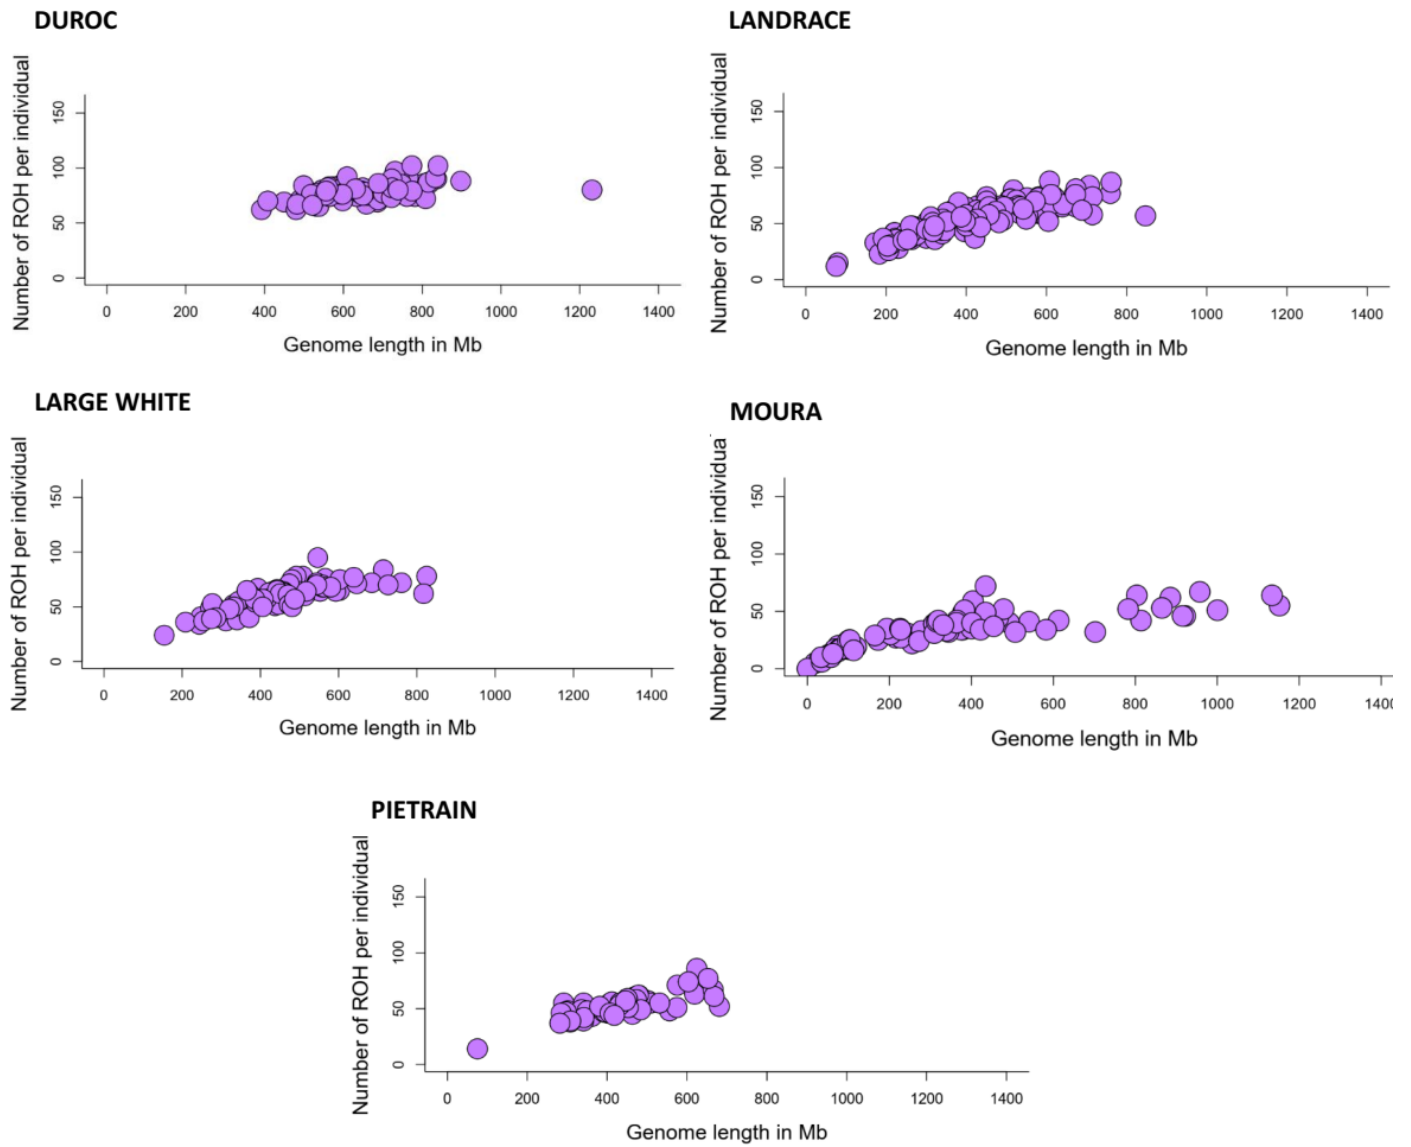 DUROC
Number of ROH per individual
150
100
50
0
0 200 400 600 800 1000 1200 1400
Genome length in Mb
LANDRACE
Number of ROH per individual
150
100
50
0
0 200 400 600 800 1000 1200 1400
Genome length in Mb
LARGE WHITE
Number of ROH per individual
150
100
50
0
0 200 400 600 800 1000 1200 1400
Genome length in Mb
MOURA
Number of ROH per individua
150
100
50
0
0 200 400 600 800 1000 1200 140
Genome length in Mb
PIETRAIN
Number of ROH per individual
150
100
50
0
0 200 400 600 800 1000 1200 1400
Genome length in Mb